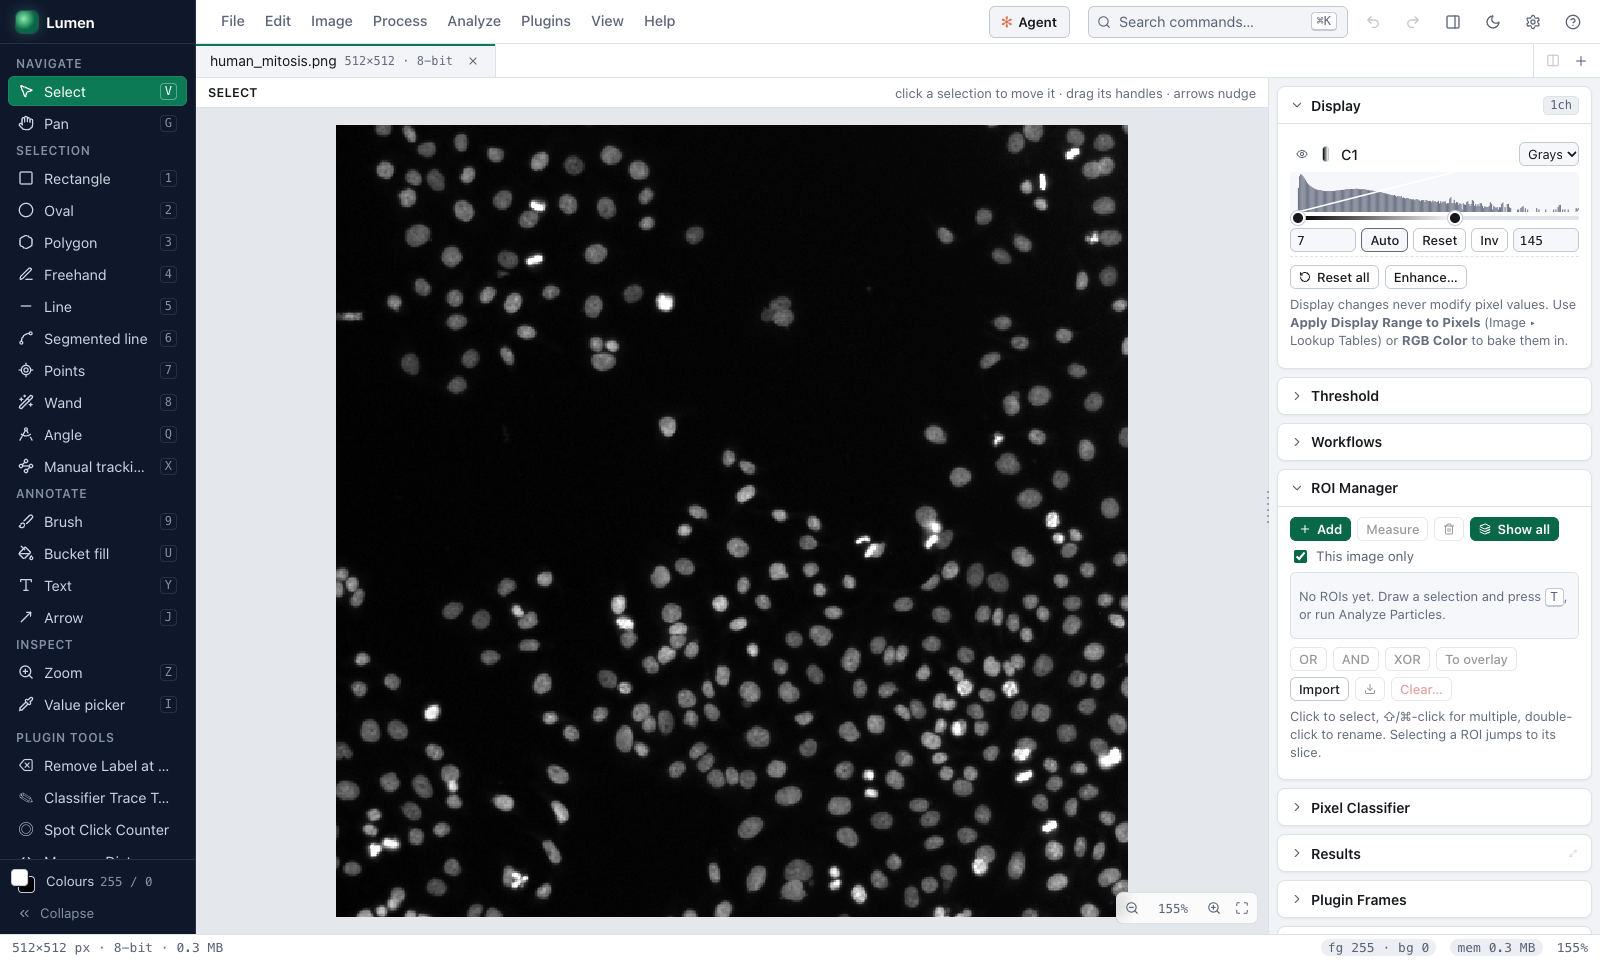 Lumen
File Edit Image Process Analyze Plugins View Help
Agent
Search commands... ⌘K
NAVIGATE
Select V
Pan G
SELECTION
Rectangle 1
Oval 2
Polygon 3
Freehand 4
Line 5
Segmented line 6
Points 7
Wand 8
Angle Q
Manual tracki... X
ANNOTATE
Brush 9
Bucket fill U
Text Y
Arrow J
INSPECT
Zoom Z
Value picker I
PLUGIN TOOLS
Remove Label at ...
Classifier Trace T...
Spot Click Counter
Colours 255 / 0
Collapse
human_mitosis.png 512×512 · 8-bit
SELECT
click a selection to move it · drag its handles · arrows nudge
155%
Display 1ch
C1 Grays
7 Auto Reset Inv 145
Reset all Enhance...
Display changes never modify pixel values. Use
Apply Display Range to Pixels (Image ▸
Lookup Tables) or RGB Color to bake them in.
Threshold
Workflows
ROI Manager
+ Add Measure Show all
This image only
No ROIs yet. Draw a selection and press T,
or run Analyze Particles.
OR AND XOR To overlay
Import Clear...
Click to select, ⇧/⌘-click for multiple, double-
click to rename. Selecting a ROI jumps to its
slice.
Pixel Classifier
Results
Plugin Frames
512×512 px · 8-bit · 0.3 MB
fg 255 · bg 0 mem 0.3 MB 155%